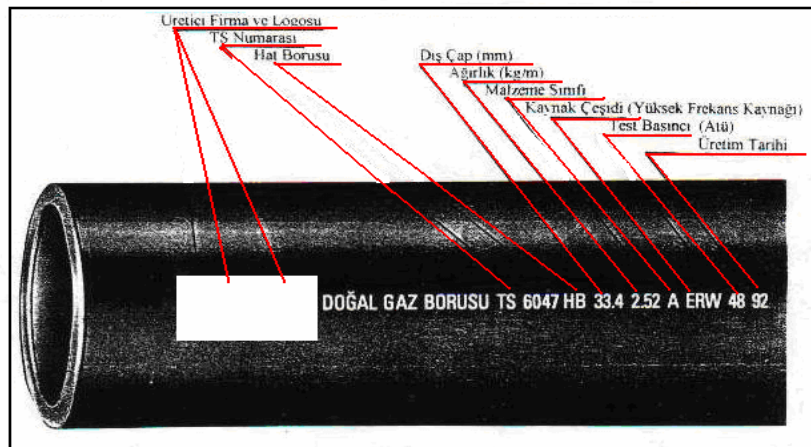 Üretici Firma ve Logosu
TS Numarası
Hat Borusu
Dış Çap (mm)
Ağırlık (kg/m)
Malzeme Sınıfı
Kaynak Çeşidi (Yüksek Frekans Kaynağı)
Test Basıncı (Atü)
Üretim Tarihi
DOĞAL GAZ BORUSU TS 6047 HB 33.4 2.52 A ERW 48 92